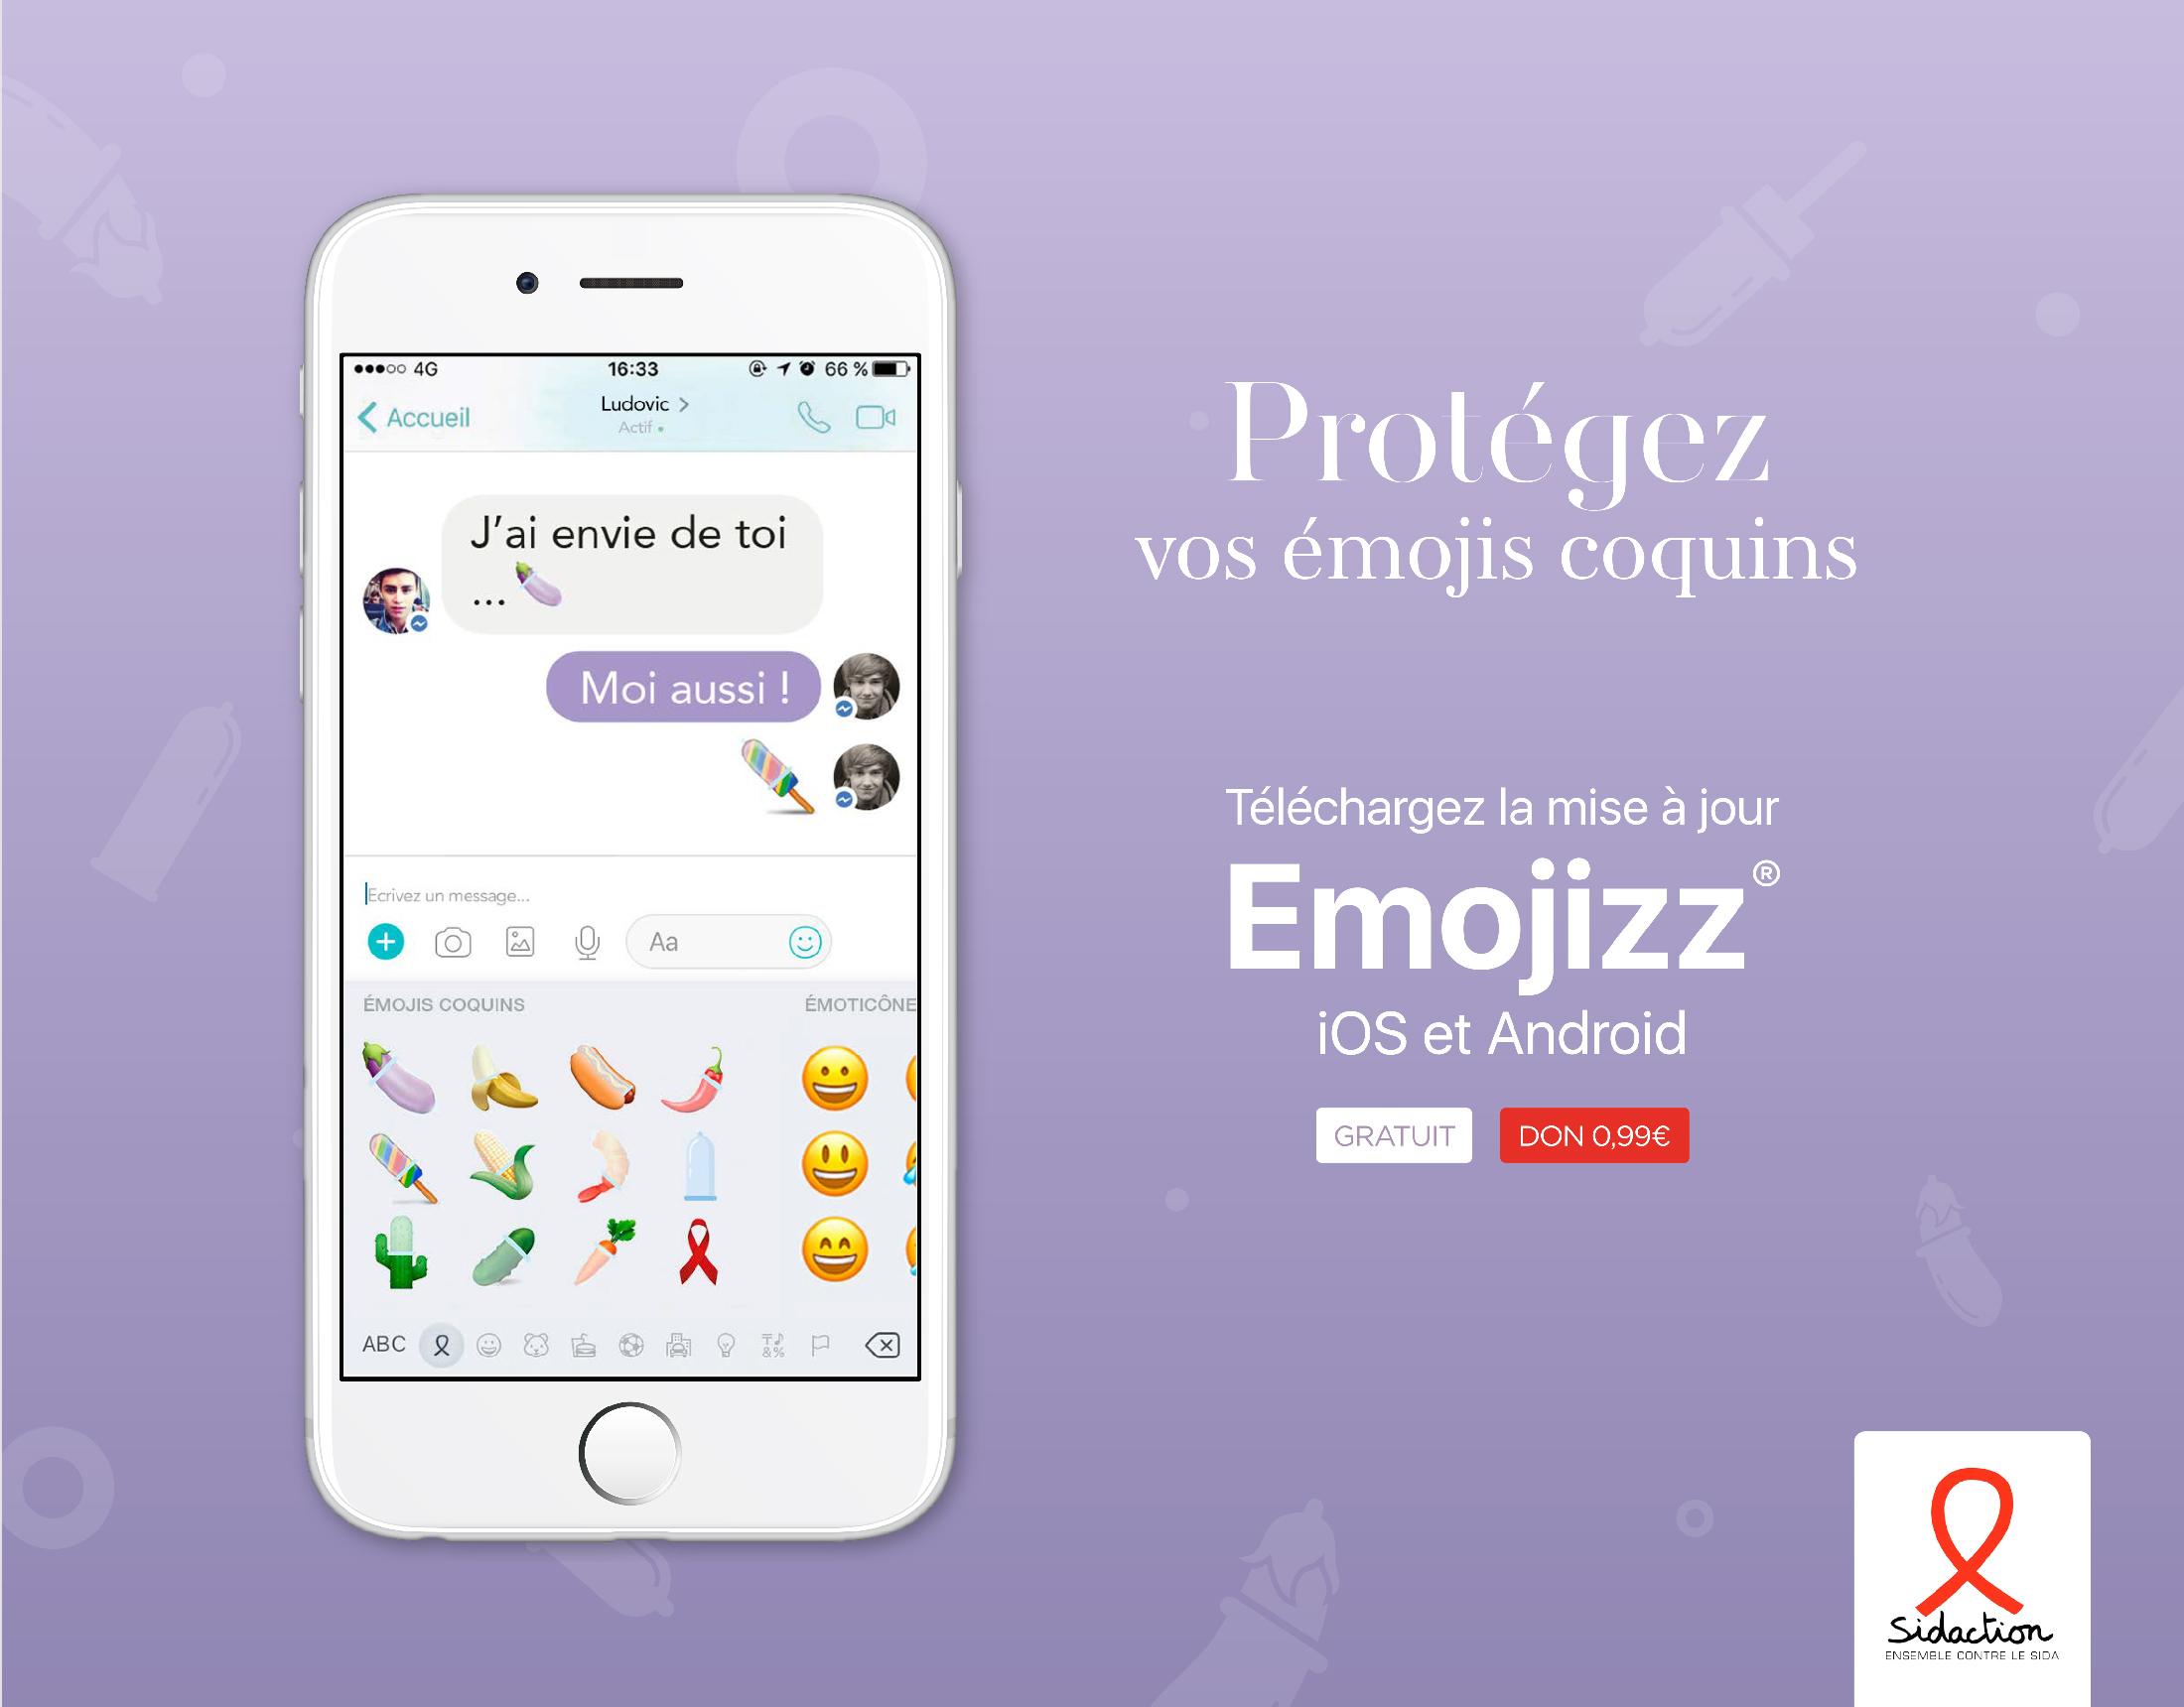 ●●●○○ 4G 16:33 66 %
Accueil
Ludovic >
Actif
J’ai envie de toi
... 🍆
Moi aussi !
Ecrivez un message...
Aa
ÉMOJIS COQUINS
ÉMOTICÔNE
ABC
Protégez
vos émojis coquins
Téléchargez la mise à jour
Emojizz®
iOS et Android
GRATUIT
DON 0,99€
Sidaction
ENSEMBLE CONTRE LE SIDA